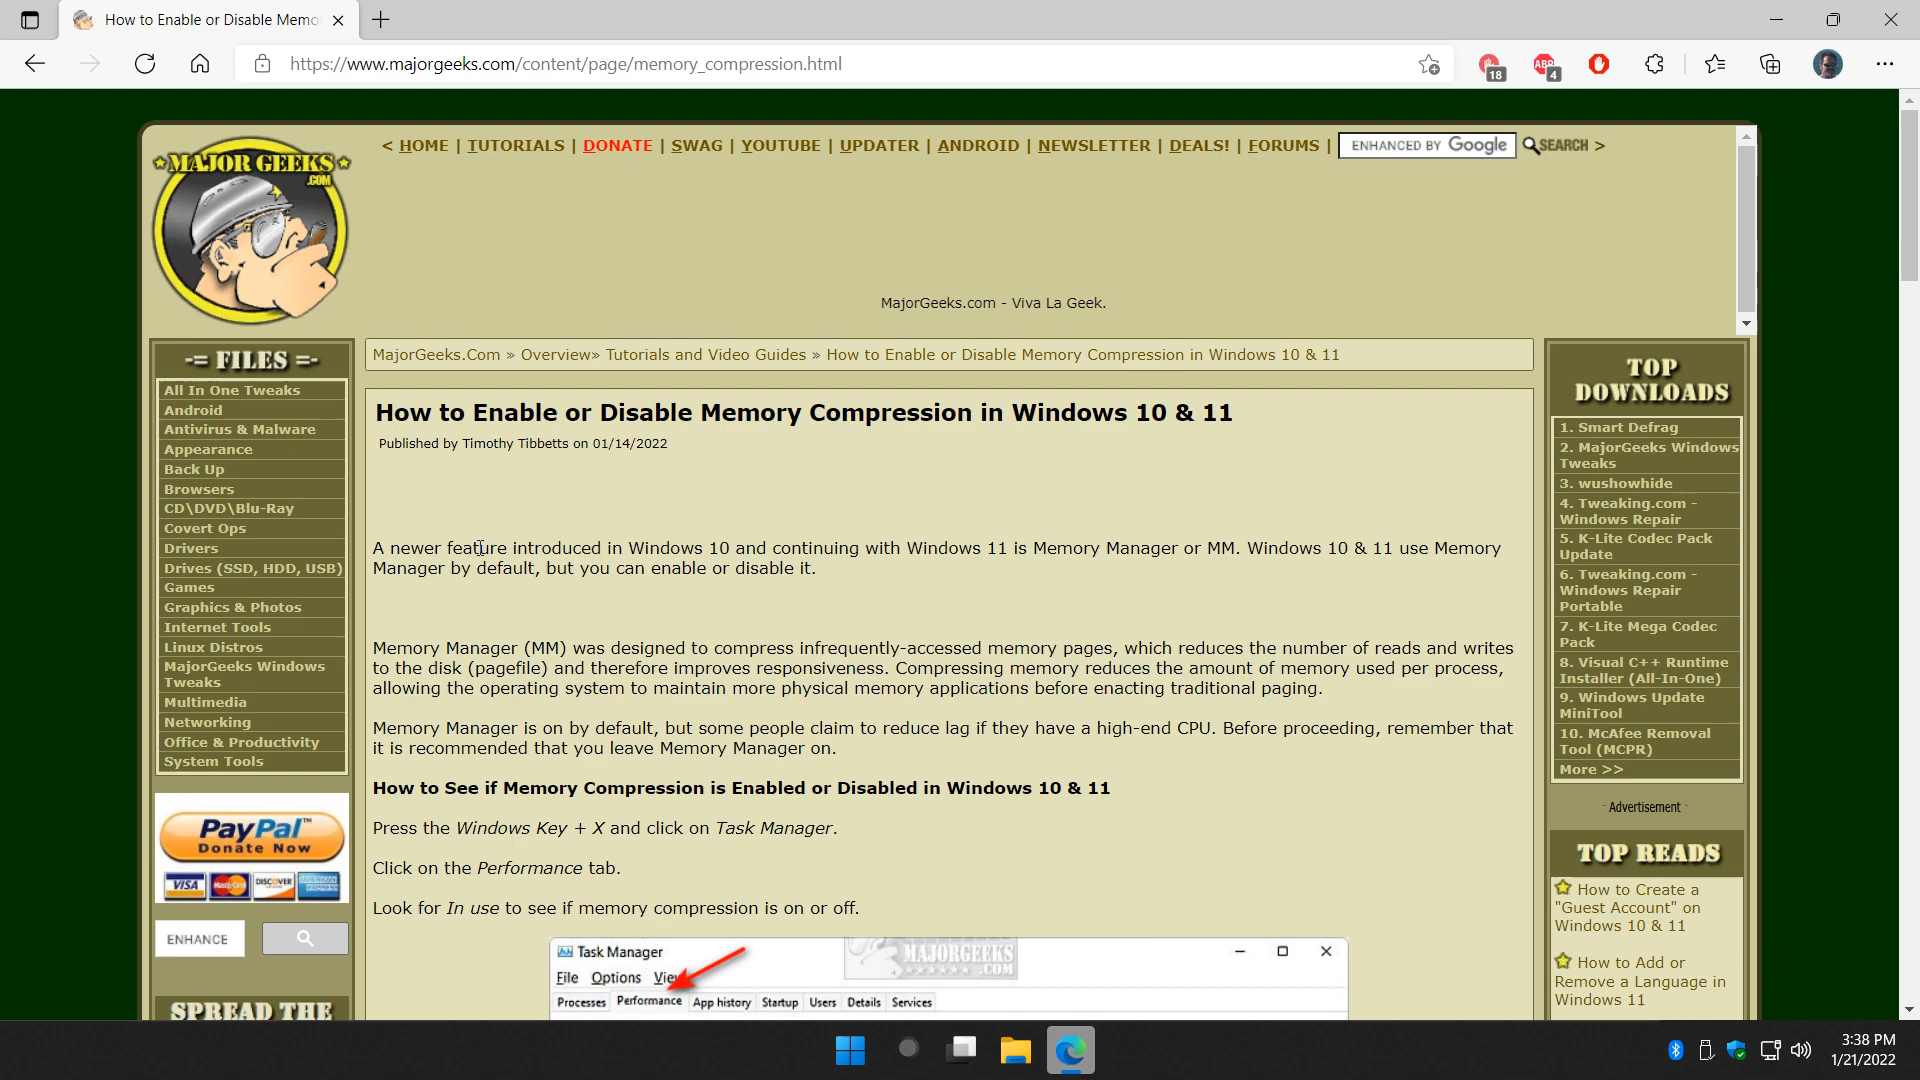 How to Enable or Disable Memo
https://www.majorgeeks.com/content/page/memory_compression.html
18
ABP
4
MAJOR GEEKS
.COM
< HOME | TUTORIALS | DONATE | SWAG | YOUTUBE | UPDATER | ANDROID | NEWSLETTER | DEALS! | FORUMS | ENHANCED BY Google SEARCH >
MajorGeeks.com - Viva La Geek.
-= FILES =-
All In One Tweaks
Android
Antivirus & Malware
Appearance
Back Up
Browsers
CD\DVD\Blu-Ray
Covert Ops
Drivers
Drives (SSD, HDD, USB)
Games
Graphics & Photos
Internet Tools
Linux Distros
MajorGeeks Windows
Tweaks
Multimedia
Networking
Office & Productivity
System Tools
PayPal™
Donate Now
VISA
MasterCard
DISCOVER
AMERICAN EXPRESS
ENHANCE
SPREAD THE
MajorGeeks.Com » Overview» Tutorials and Video Guides » How to Enable or Disable Memory Compression in Windows 10 & 11
How to Enable or Disable Memory Compression in Windows 10 & 11
Published by Timothy Tibbetts on 01/14/2022
A newer feature introduced in Windows 10 and continuing with Windows 11 is Memory Manager or MM. Windows 10 & 11 use Memory
Manager by default, but you can enable or disable it.
Memory Manager (MM) was designed to compress infrequently-accessed memory pages, which reduces the number of reads and writes
to the disk (pagefile) and therefore improves responsiveness. Compressing memory reduces the amount of memory used per process,
allowing the operating system to maintain more physical memory applications before enacting traditional paging.
Memory Manager is on by default, but some people claim to reduce lag if they have a high-end CPU. Before proceeding, remember that
it is recommended that you leave Memory Manager on.
How to See if Memory Compression is Enabled or Disabled in Windows 10 & 11
Press the Windows Key + X and click on Task Manager.
Click on the Performance tab.
Look for In use to see if memory compression is on or off.
Task Manager
MAJORGEEKS
.COM
File Options View
Processes Performance App history Startup Users Details Services
TOP
DOWNLOADS
1. Smart Defrag
2. MajorGeeks Windows
Tweaks
3. wushowhide
4. Tweaking.com -
Windows Repair
5. K-Lite Codec Pack
Update
6. Tweaking.com -
Windows Repair
Portable
7. K-Lite Mega Codec
Pack
8. Visual C++ Runtime
Installer (All-In-One)
9. Windows Update
MiniTool
10. McAfee Removal
Tool (MCPR)
More >>
- Advertisement -
TOP READS
How to Create a
"Guest Account" on
Windows 10 & 11
How to Add or
Remove a Language in
Windows 11
3:38 PM
1/21/2022